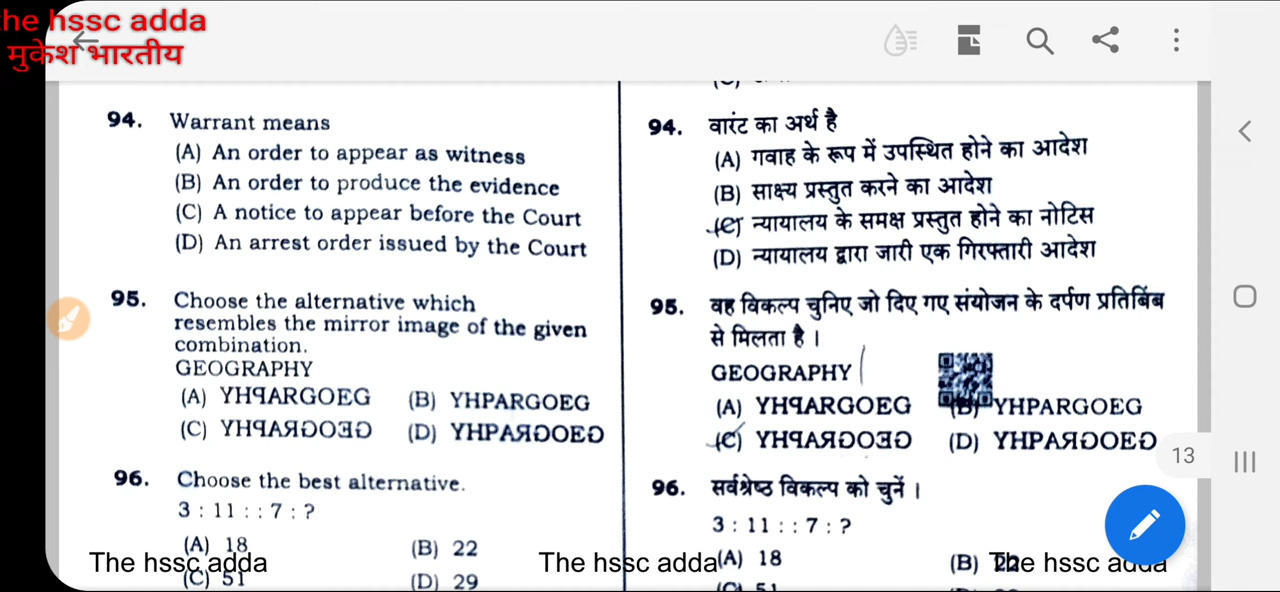 the hssc adda
मुकेश भारतीय
94. Warrant means
(A) An order to appear as witness
(B) An order to produce the evidence
(C) A notice to appear before the Court
(D) An arrest order issued by the Court
95. Choose the alternative which
resembles the mirror image of the given
combination.
GEOGRAPHY
(A) YHꟼARGOEG (B) YHPARGOEG
(C) YHꟼAЯGOƎG (D) YHPAЯGOEG
96. Choose the best alternative.
3 : 11 : : 7 : ?
(A) 18 (B) 22
(C) 51 (D) 29
94. वारंट का अर्थ है
(A) गवाह के रूप में उपस्थित होने का आदेश
(B) साक्ष्य प्रस्तुत करने का आदेश
(C) न्यायालय के समक्ष प्रस्तुत होने का नोटिस
(D) न्यायालय द्वारा जारी एक गिरफ्तारी आदेश
95. वह विकल्प चुनिए जो दिए गए संयोजन के दर्पण प्रतिबिंब
से मिलता है ।
GEOGRAPHY
(A) YHꟼARGOEG (B) YHPARGOEG
(C) YHꟼAЯGOƎG (D) YHPAЯGOEG
96. सर्वश्रेष्ठ विकल्प को चुनें ।
3 : 11 : : 7 : ?
(A) 18 (B) 22
13
The hssc adda The hssc adda The hssc adda